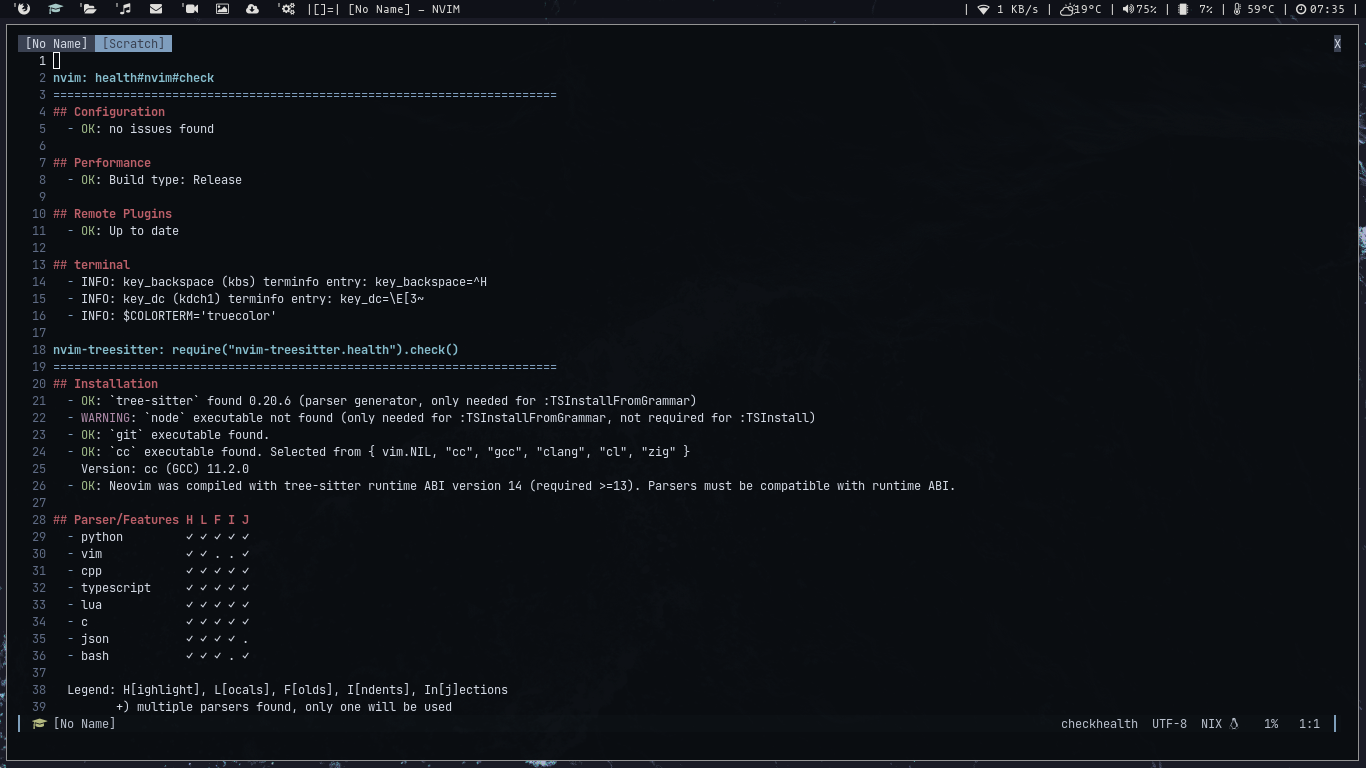 |[]=| [No Name] – NVIM | 1 KB/s | 19°C | 75% | 7% | 59°C | 07:35 |
[No Name] [Scratch] X
1
2 nvim: health#nvim#check
3 ========================================================================
4 ## Configuration
5 - OK: no issues found
6
7 ## Performance
8 - OK: Build type: Release
9
10 ## Remote Plugins
11 - OK: Up to date
12
13 ## terminal
14 - INFO: key_backspace (kbs) terminfo entry: key_backspace=^H
15 - INFO: key_dc (kdch1) terminfo entry: key_dc=\E[3~
16 - INFO: $COLORTERM='truecolor'
17
18 nvim-treesitter: require("nvim-treesitter.health").check()
19 ========================================================================
20 ## Installation
21 - OK: `tree-sitter` found 0.20.6 (parser generator, only needed for :TSInstallFromGrammar)
22 - WARNING: `node` executable not found (only needed for :TSInstallFromGrammar, not required for :TSInstall)
23 - OK: `git` executable found.
24 - OK: `cc` executable found. Selected from { vim.NIL, "cc", "gcc", "clang", "cl", "zig" }
25 Version: cc (GCC) 11.2.0
26 - OK: Neovim was compiled with tree-sitter runtime ABI version 14 (required >=13). Parsers must be compatible with runtime ABI.
27
28 ## Parser/Features H L F I J
29 - python ✓ ✓ ✓ ✓ ✓
30 - vim ✓ ✓ . . ✓
31 - cpp ✓ ✓ ✓ ✓ ✓
32 - typescript ✓ ✓ ✓ ✓ ✓
33 - lua ✓ ✓ ✓ ✓ ✓
34 - c ✓ ✓ ✓ ✓ ✓
35 - json ✓ ✓ ✓ ✓ .
36 - bash ✓ ✓ ✓ . ✓
37
38 Legend: H[ighlight], L[ocals], F[olds], I[ndents], In[j]ections
39 +) multiple parsers found, only one will be used
[No Name] checkhealth UTF-8 NIX 1% 1:1